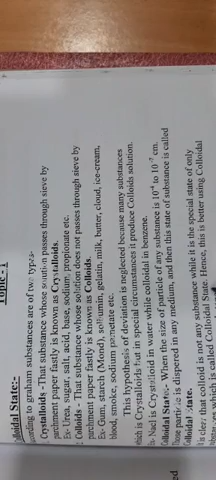 Topic - 1
Colloidal State:-
According to graham substances are of two types-
Crystalloids - That substance whose solution passes through sieve by
parchment paper fastly is known as Crystalloids.
Ex- Urea, sugar, salt, acid, base, sodium propionate etc.
Colloids - That substance whose solution does not passes through sieve by
parchment paper fastly is known as Colloids.
Ex- Gum, starch (Mond), protein, gelatin, milk, butter, cloud, ice-cream,
blood, smoke, sodium permeate etc.
this hypothesis of deviation is neglected because many substances
which is Crystalloids but in special circumstances it produce Colloids solution.
is Crystalloid in water while colloidal in benzene.
Colloidal State:- When the size of particle of any substance is 10⁻⁴ to 10⁻⁷ cm.
Those particle is dispered in any medium, and then this state of substance is called
Colloidal State.
It is clear that colloid is not any substance while it is the special state of only
which is called Colloidal State. Hence, this is better using Colloidal